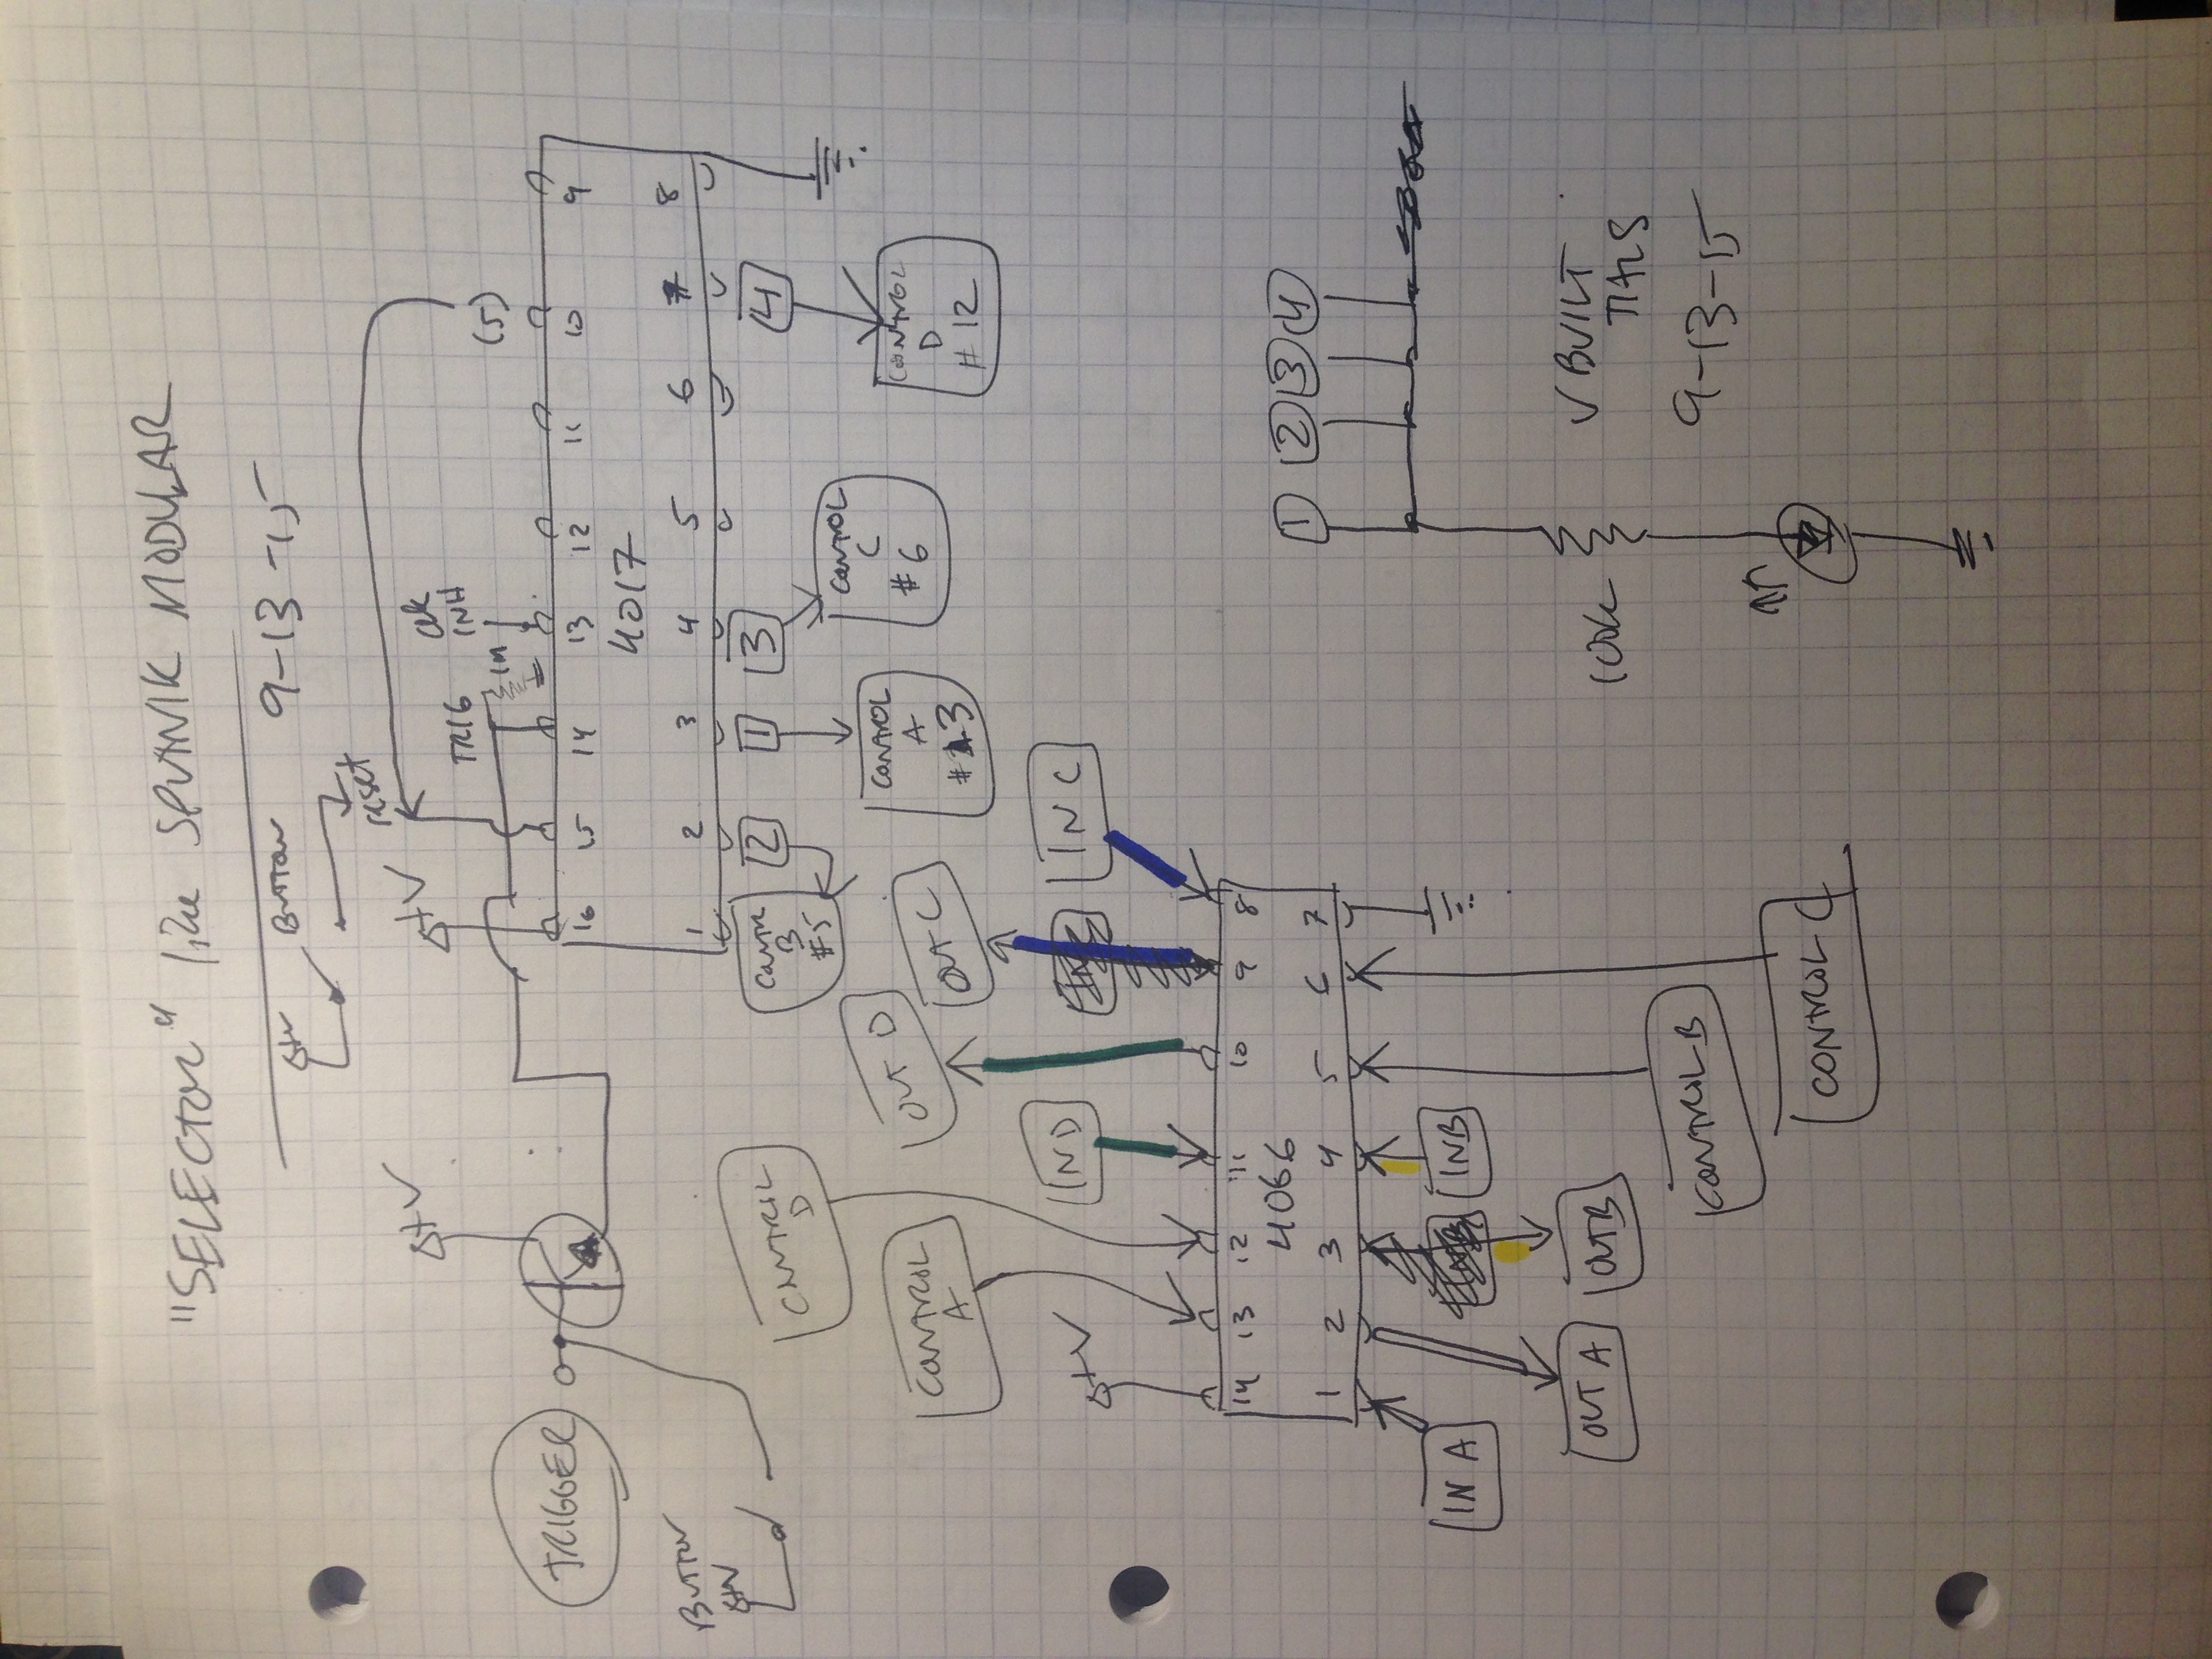 "SELECTOR" like SPUTNIK MODULAR
+V BUTTON 9-13-15
reset
+V +V
TRIG CLK
INH
1M
(5)
TRIGGER
16 15 14 13 12 11 10 9
4017
1 2 3 4 5 6 7 8
BUTTON
+V
CONTROL
D
CONTR
B
#5
2
1
3
4
CONTROL
A
#13
CONTROL
C
#6
CONTROL
D
#12
CONTROL
A
OUT D
OUT C
+V
IN D
IN C
14 13 12 11 10 9 8
4066
1 2 3 4 5 6 7
IN A
IN B
OUT A
OUT B
CONTROL B
CONTROL C
1 2 3 4
100k
√ BUILT
THIS
9-13-15